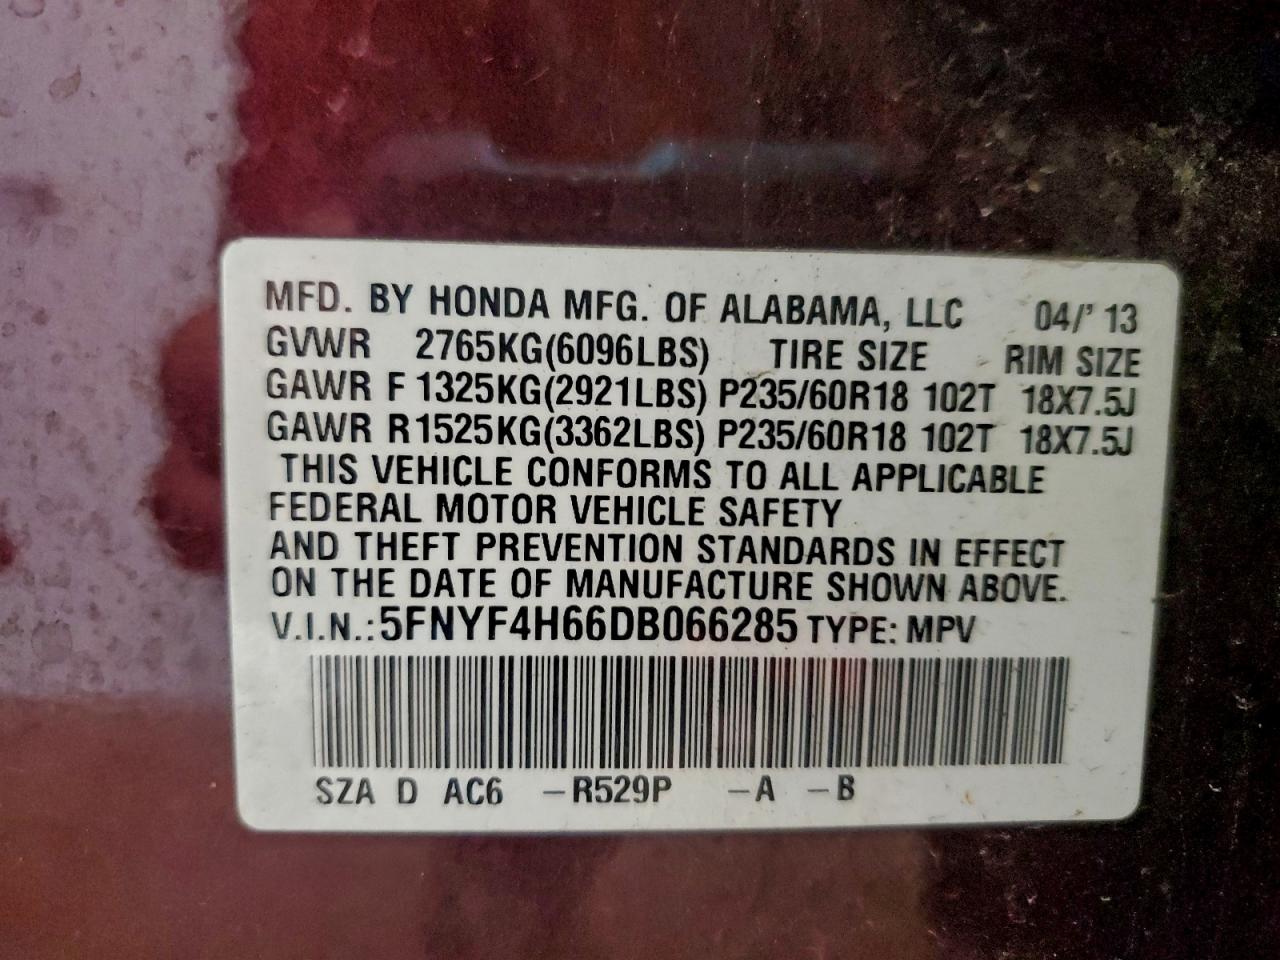 MFD. BY HONDA MFG. OF ALABAMA, LLC 04/' 13
GVWR 2765KG(6096LBS) TIRE SIZE RIM SIZE
GAWR F 1325KG(2921LBS) P235/60R18 102T 18X7.5J
GAWR R 1525KG(3362LBS) P235/60R18 102T 18X7.5J
THIS VEHICLE CONFORMS TO ALL APPLICABLE
FEDERAL MOTOR VEHICLE SAFETY
AND THEFT PREVENTION STANDARDS IN EFFECT
ON THE DATE OF MANUFACTURE SHOWN ABOVE.
V.I.N.: 5FNYF4H66DB066285 TYPE: MPV
SZA D AC6 –R529P –A –B